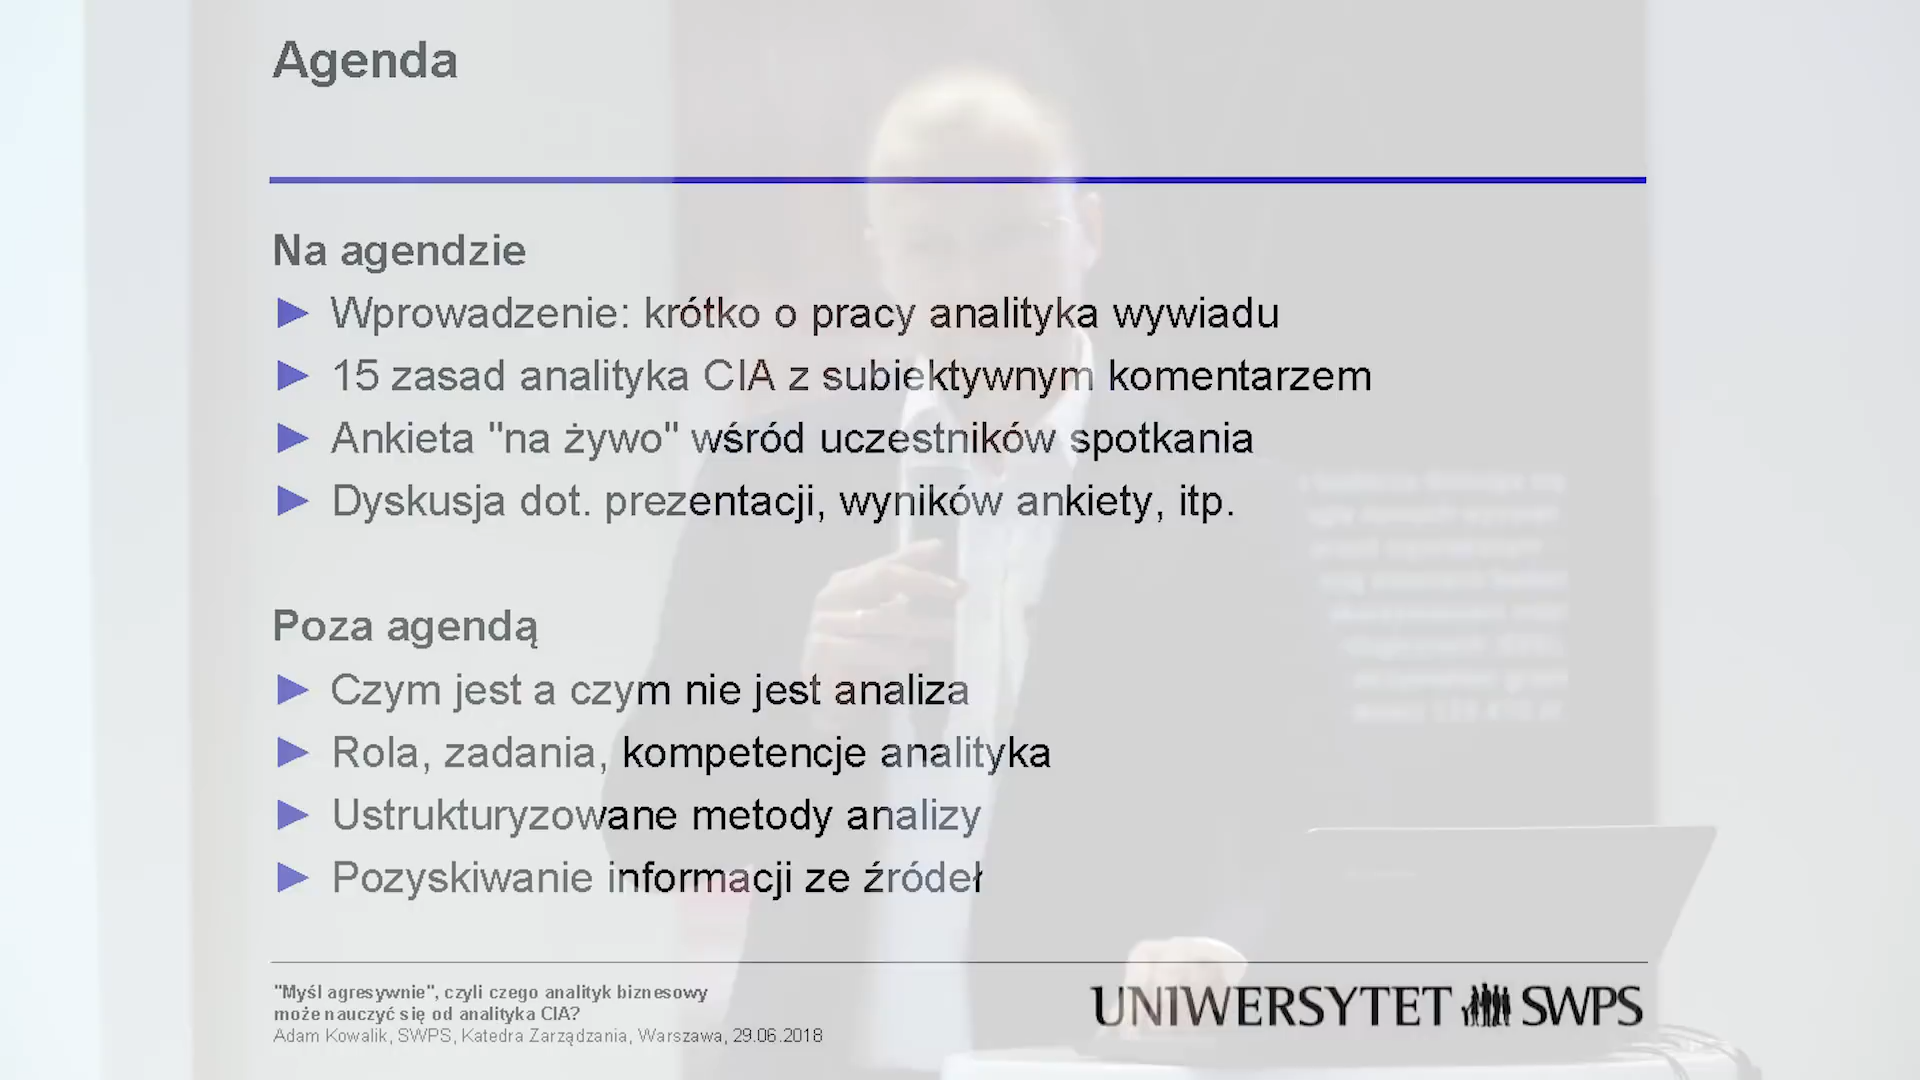 Agenda
Na agendzie
► Wprowadzenie: krótko o pracy analityka wywiadu
► 15 zasad analityka CIA z subiektywnym komentarzem
► Ankieta "na żywo" wśród uczestników spotkania
► Dyskusja dot. prezentacji, wyników ankiety, itp.
Poza agendą
► Czym jest a czym nie jest analiza
► Rola, zadania, kompetencje analityka
► Ustrukturyzowane metody analizy
► Pozyskiwanie informacji ze źródeł
"Myśl agresywnie", czyli czego analityk biznesowy
może nauczyć się od analityka CIA?
Adam Kowalik, SWPS, Katedra Zarządzania, Warszawa, 29.06.2018
UNIWERSYTET SWPS